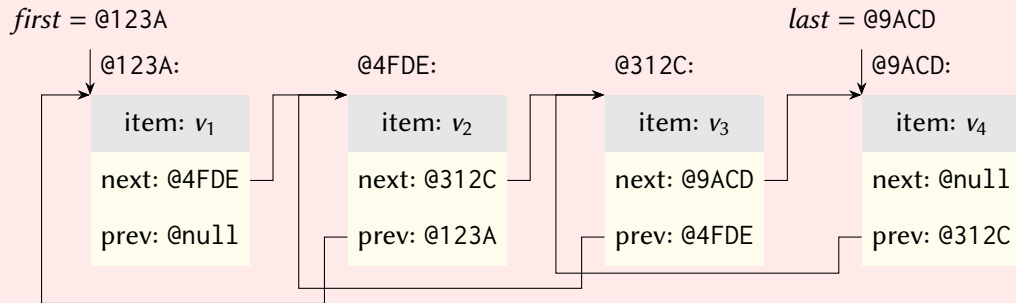 first = @123A
last = @9ACD
@123A:
@4FDE:
@312C:
@9ACD:
item: v₁
item: v₂
item: v₃
item: v₄
next: @4FDE
next: @312C
next: @9ACD
next: @null
prev: @null
prev: @123A
prev: @4FDE
prev: @312C